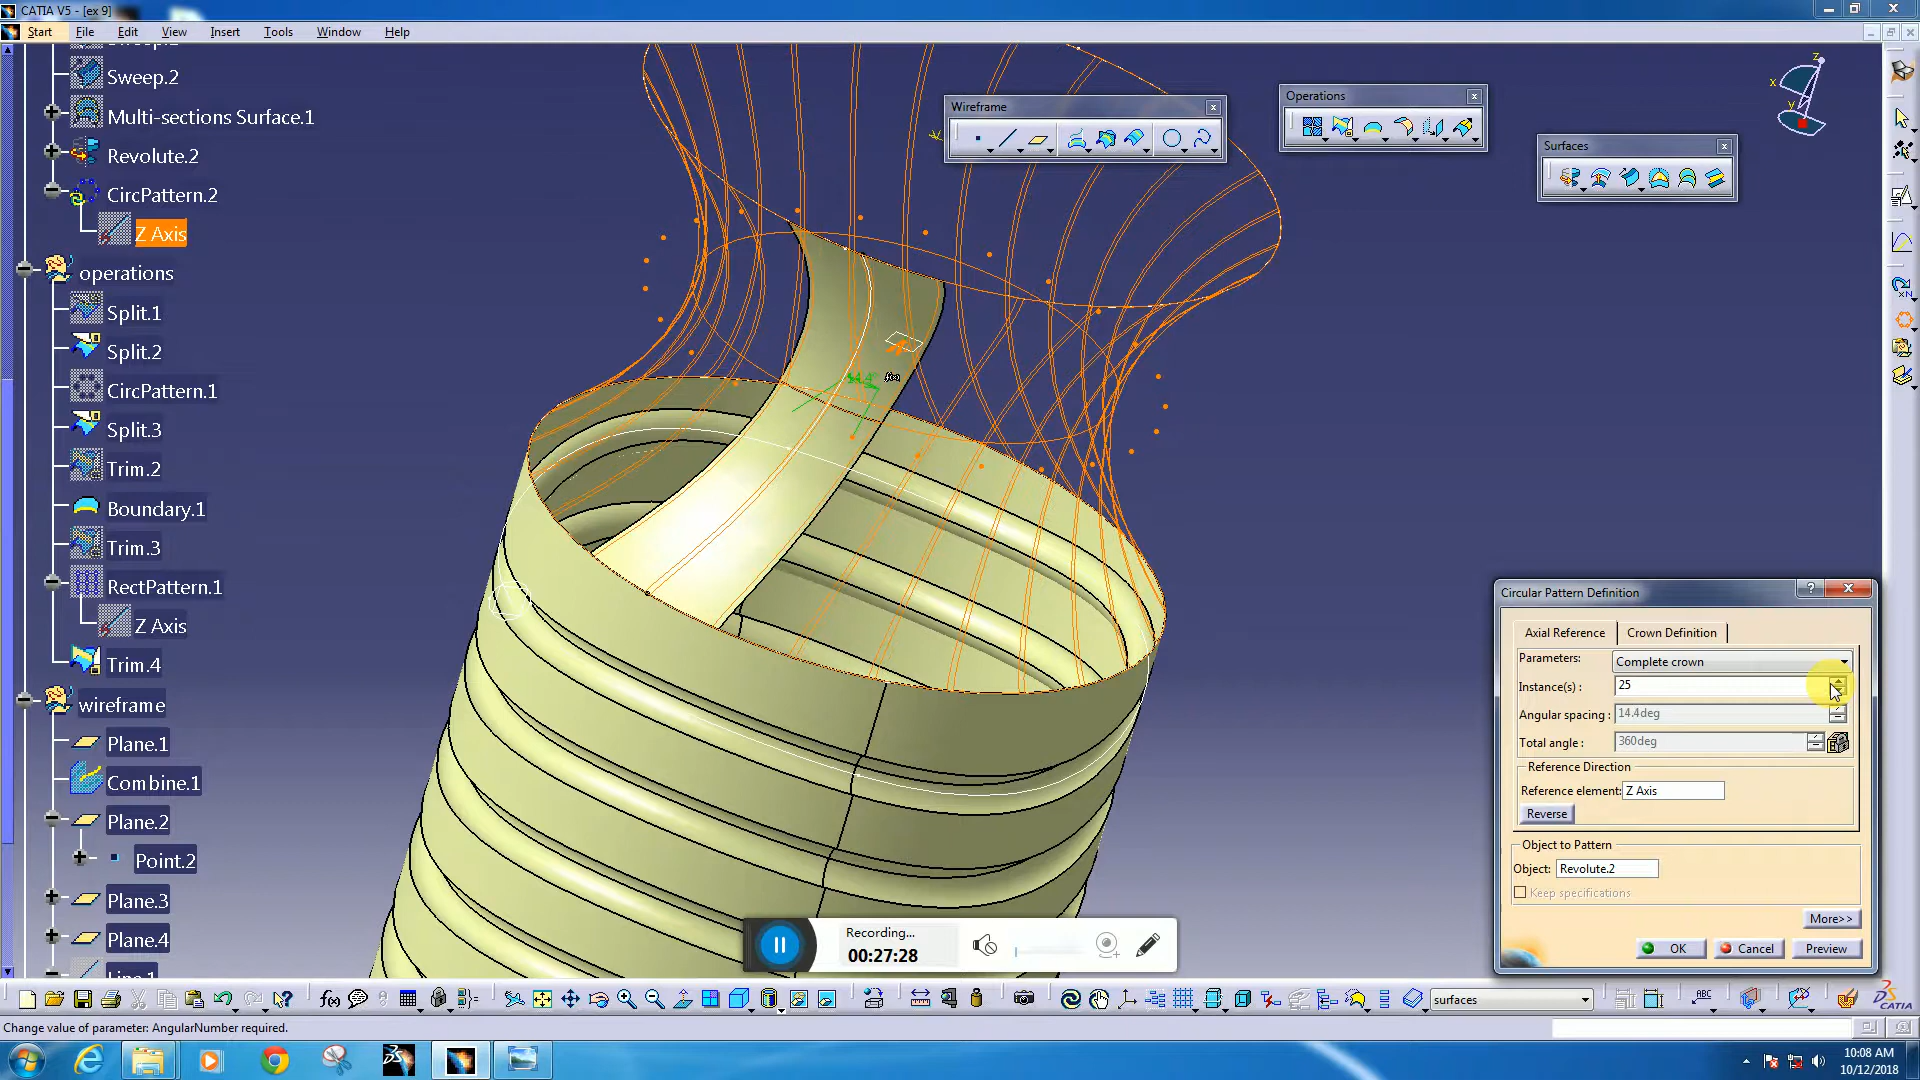 CATIA V5 - [ex 9]
Start File Edit View Insert Tools Window Help
Sweep.2
Multi-sections Surface.1
Revolute.2
CircPattern.2
Z Axis
operations
Split.1
Split.2
CircPattern.1
Split.3
Trim.2
Boundary.1
Trim.3
RectPattern.1
Z Axis
Trim.4
wireframe
Plane.1
Combine.1
Plane.2
Point.2
Plane.3
Plane.4
Line.1
Wireframe
Operations
Surfaces
z
x
y
f(x)
Circular Pattern Definition
Axial Reference Crown Definition
Parameters: Complete crown
Instance(s) : 25
Angular spacing : 14.4deg
Total angle : 360deg
Reference Direction
Reference element: Z Axis
Reverse
Object to Pattern
Object: Revolute.2
Keep specifications
More>>
OK Cancel Preview
Recording...
00:27:28
surfaces
Change value of parameter: AngularNumber required.
CATIA
10:08 AM
10/12/2018